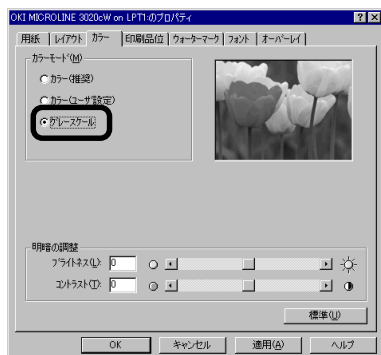 OKI MICROLINE 3020cW on LPT1:のプロパティ
用紙 レイアウト カラー 印刷品位 ウォーターマーク フォント オーバーレイ
カラーモード(M)
カラー(推奨)
カラー(ユーザ設定)
グレースケール
明暗の調整
ブライトネス(L): 0
コントラスト(T): 0
標準(U)
OK キャンセル 適用(A) ヘルプ